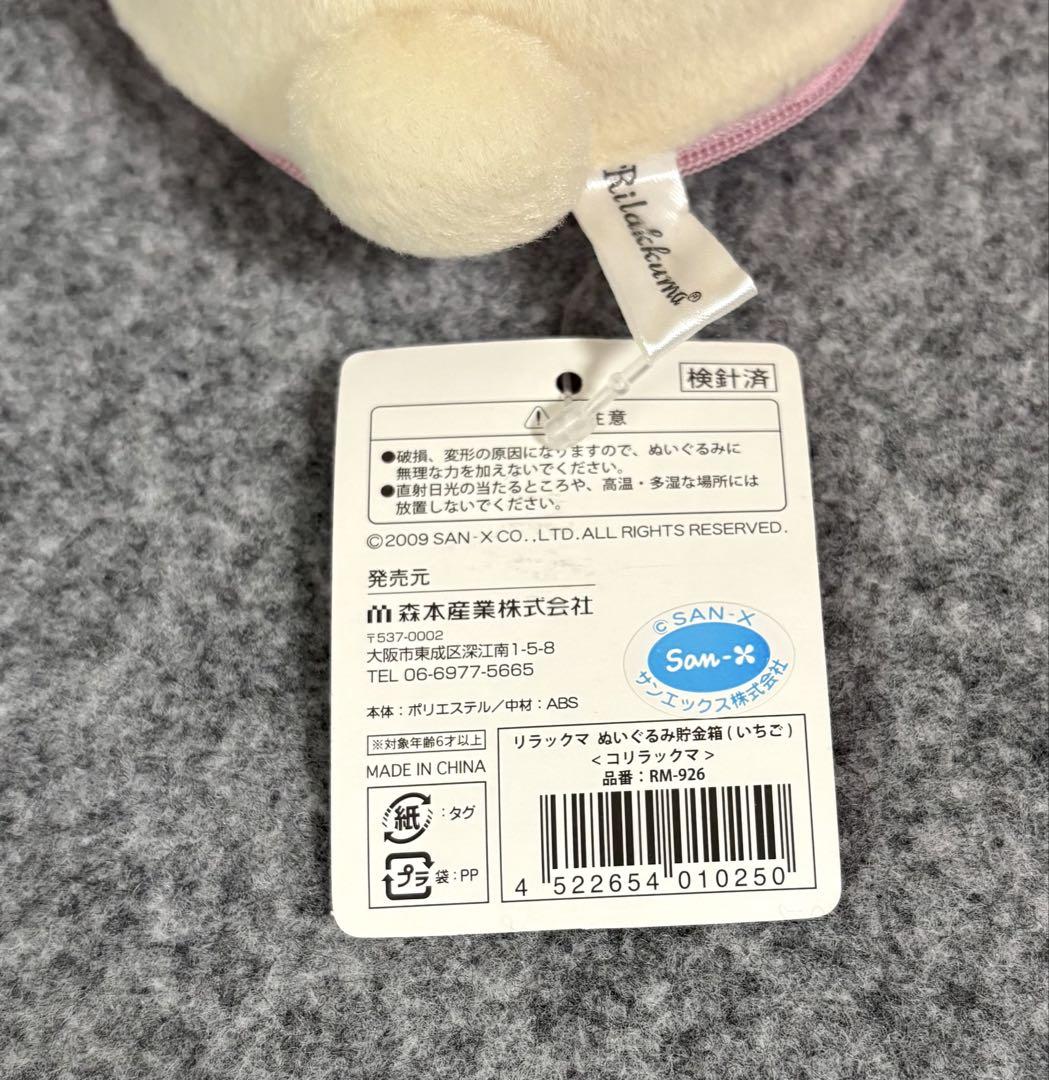 Rilakkuma®
検針済
意
●破損、変形の原因になりますので、ぬいぐるみに
無理な力を加えないでください。
●直射日光の当たるところや、高温・多湿な場所には
放置しないでください。
©2009 SAN-X CO.,LTD. ALL RIGHTS RESERVED.
発売元
森本産業株式会社
〒537-0002
大阪市東成区深江南1-5-8
TEL 06-6977-5665
©SAN-X
San-X
サンエックス株式会社
本体：ポリエステル／中材：ABS
※対象年齢6才以上
MADE IN CHINA
紙：タグ
プラ 袋：PP
リラックマ ぬいぐるみ貯金箱(いちご)
<コリラックマ>
品番：RM-926
4 522654 010250